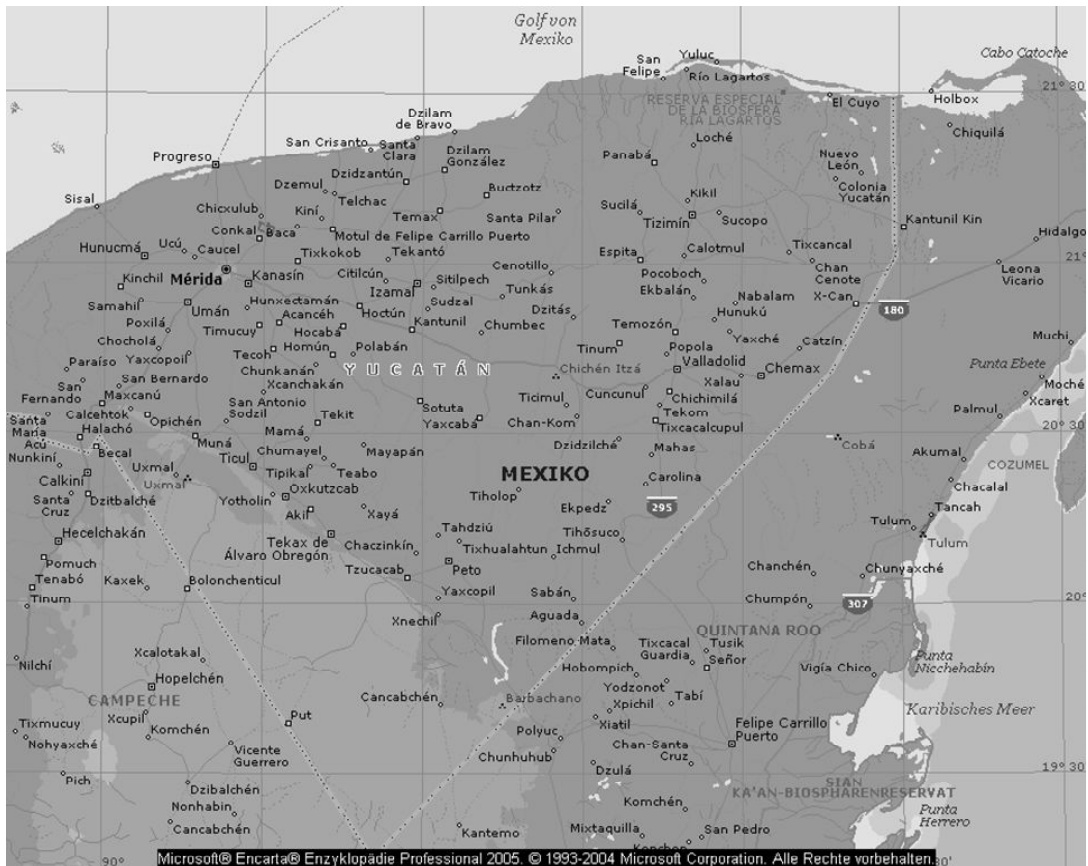 Golf von
Mexiko
San
Felipe
Yuluc
Río Lagartos
Cabo Catoche
21°30
RESERVA ESPECIAL
DE LA BIOSFERA
RIA LAGARTOS
El Cuyo
Holbox
Chiquilá
Dzilam
de Bravo
San Crisanto
Santa
Clara
Dzilam
González
Progreso
Dzidzantún
Loché
Panabá
Nuevo
León
Colonia
Yucatán
Sisal
Dzemul
Telchac
Buctzotz
Kikil
Chicxulub
Kiní
Temax
Santa Pilar
Sucilá
Tizimín
Sucopo
Kantunil Kin
Conkal
Baca
Motul de Felipe Carrillo Puerto
Hidalgo
Hunucmá
Ucú
Caucel
Tixkokob
Tekantó
Espita
Calotmul
Tixcancal
21°
Kinchil
Mérida
Kanasín
Citilcún
Sitilpech
Cenotillo
Pocoboch
Chan
Cenote
Leona
Vicario
Izamal
Ekbalán
Samahil
Umán
Hunxectamán
Sudzal
Tunkás
Nabalam
X-Can
180
Acancéh
Hoctún
Dzitás
Hunukú
Poxilá
Timucuy
Hocabá
Kantunil
Chumbec
Temozón
Yaxché
Muchi
Chocholá
Homún
Polabán
Tinum
Popola
Catzín
Yaxcopoil
Tecoh
YUCATÁN
Valladolid
Punta Ebete
Paraíso
Chunkanán
Chichén Itzá
Chemax
San
Fernando
San Bernardo
Xcanchakán
Cuncunul
Xalau
Moché
Xcaret
Maxcanú
San Antonio
Sodzil
Sotuta
Ticimul
Chichimilá
Calcehtok
Tekit
Chan-Kom
Tekom
Palmul
Santa
Maria
Acú
Halachó
Opichén
Yaxcabá
Tixcacalcupul
20°30
Muná
Mamá
Dzidzilché
Cobá
Becal
Chumayel
Mayapán
Mahas
Nunkiní
Uxmal
Ticul
Tipikal
Teabo
MEXIKO
Akumal
COZUMEL
Calkini
Uxmal
Oxkutzcab
Carolina
Chacalal
Santa
Cruz
Dzitbalché
Yotholin
Tiholop
Ekpedz
295
Akil
Xayá
Tancah
Hecelchakán
Tekax de
Álvaro Obregón
Tahdziú
Tihōsuco
Tulum
Tulum
Chaczinkín
Tixhualahtun
Ichmul
Pomuch
Chanchén
Chunyaxché
Tenabó
Kaxek
Bolonchenticul
Tzucacab
Peto
Tinum
Yaxcopil
Sabán
Chumpón
307
20°
Xnechil
Aguada
Filomeno Mata
Tixcacal
Guardia
QUINTANA ROO
Tusik
Señor
Nilchí
Xcalotakal
Punta
Nicchehabín
Hopelchén
Hobompich
Vigía Chico
CAMPECHE
Cancabchén
Barbachano
Yodzonot
Tabí
Xcupil
Xpichil
Karibisches Meer
Tixmucuy
Komchén
Put
Xiatil
Felipe Carrillo
Puerto
Nohyaxché
Polyuc
Vicente
Guerrero
Chan-Santa
Cruz
Chunhuhub
Pich
Dzulá
19°30
Dzibalchén
SIAN
KA'AN-BIOSPHÄRENRESERVAT
Nonhabin
Komchén
Punta
Herrero
Cancabchén
Kantemo
Mixtaquilla
San Pedro
Konchen
90°
Microsoft® Encarta® Enzyklopädie Professional 2005. © 1993-2004 Microsoft Corporation. Alle Rechte vorbehalten.